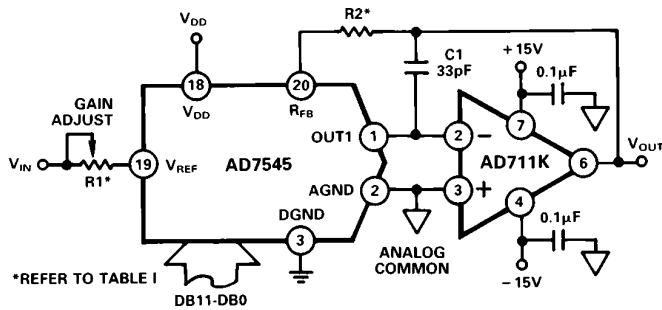 V_DD
R2*
C1
33pF
+15V
0.1µF
GAIN
ADJUST
18
V_DD
20
R_FB
V_IN
R1*
19
V_REF
AD7545
OUT1
1
2
−
7
AD711K
6
V_OUT
AGND
2
3
+
4
DGND
3
ANALOG
COMMON
0.1µF
−15V
*REFER TO TABLE I
DB11-DB0